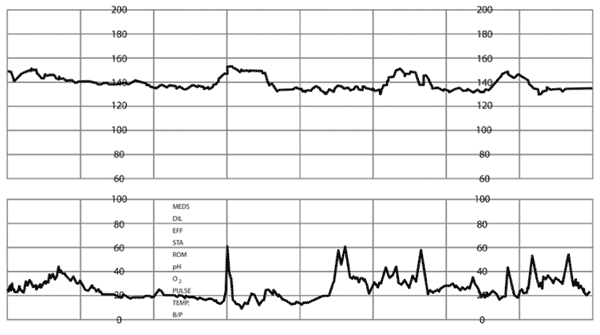 200 200
180 180
160 160
140 140
120 120
100 100
80 80
60 60
100 MEDS 100
DIL
80 EFF 80
STA
60 ROM 60
pH
40 O2 40
20 PULSE 20
TEMP.
0 B/P 0